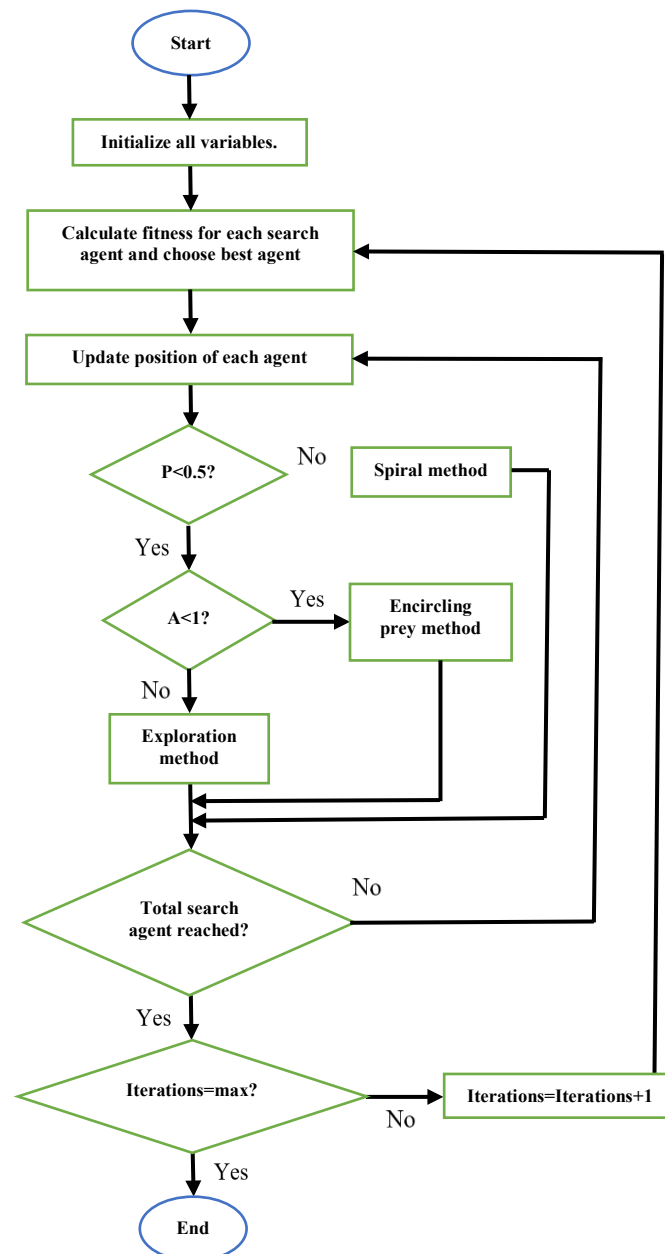 Start
Initialize all variables.
Calculate fitness for each search
agent and choose best agent
Update position of each agent
P<0.5?
No
Spiral method
Yes
A<1?
Yes
Encircling
prey method
No
Exploration
method
Total search
agent reached?
No
Yes
Iterations=max?
No
Iterations=Iterations+1
Yes
End